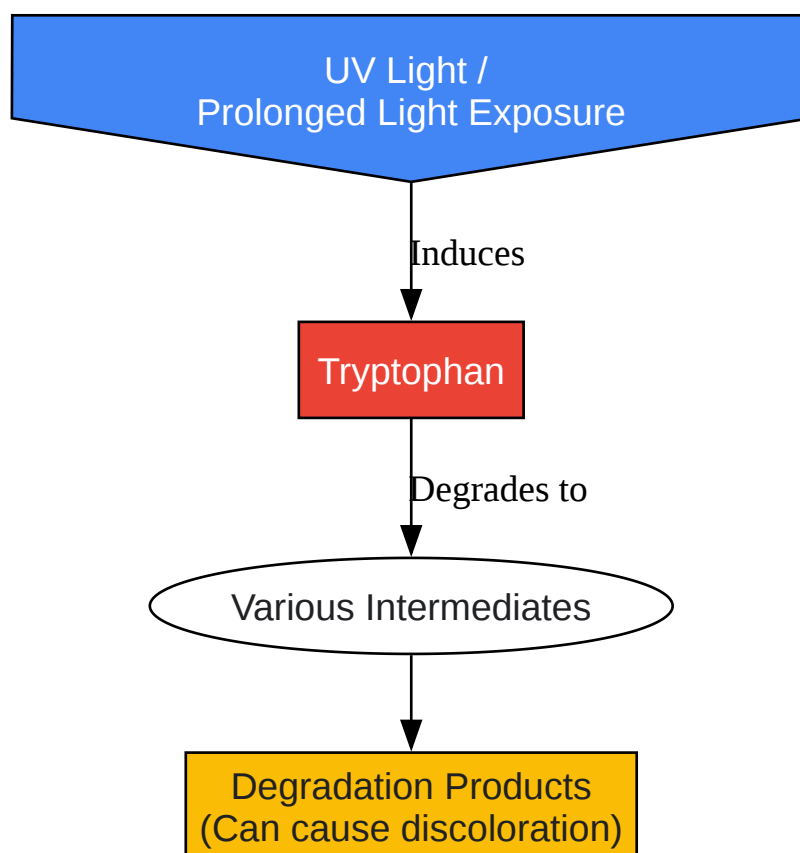 UV Light /
Prolonged Light Exposure
Induces
Tryptophan
Degrades to
Various Intermediates
Degradation Products
(Can cause discoloration)